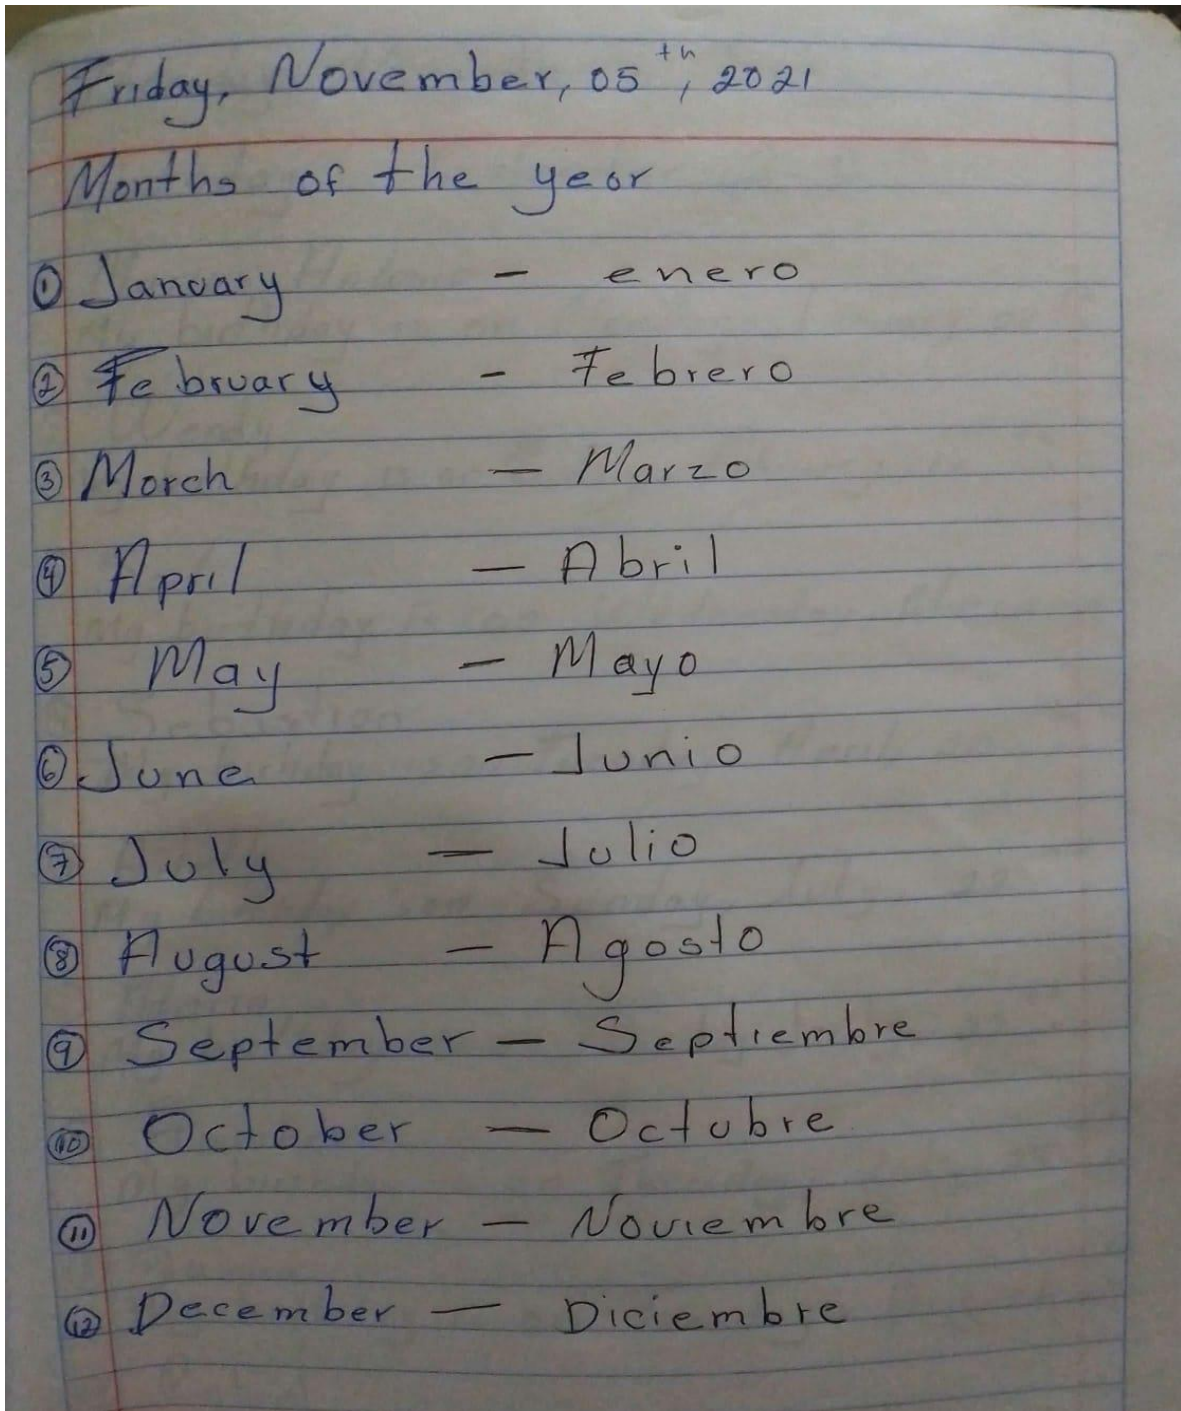 Friday, November, 05th, 2021
Months of the year
① January - enero
② February - Febrero
③ March - Marzo
④ April - Abril
⑤ May - Mayo
⑥ June - Junio
⑦ July - Julio
⑧ August - Agosto
⑨ September - Septiembre
⑩ October - Octubre
⑪ November - Noviembre
⑫ December - Diciembre